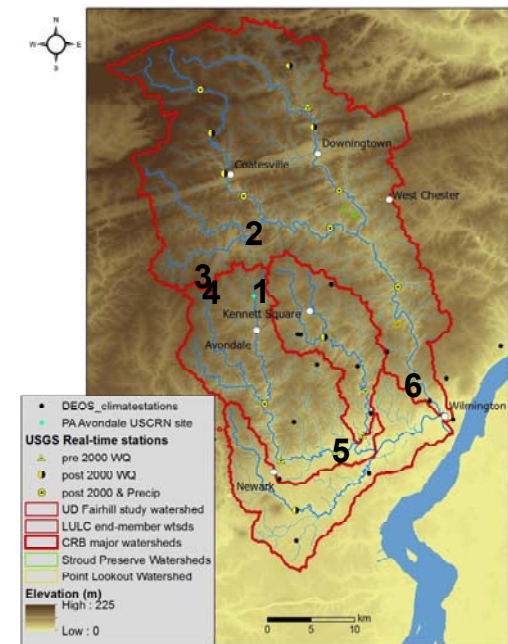 N
W E
S
Downingtown
Coatesville
West Chester
2
3
4
1
Kennett Square
Avondale
6
Wilmington
5
Newark
DEOS_climatestations
PA Avondale USCRN site
USGS Real-time stations
pre 2000 WQ
post 2000 WQ
post 2000 & Precip
UD Fairhill study watershed
LULC end-member wtsds
CRB major watersheds
Stroud Preserve Watersheds
Point Lookout Watershed
Elevation (m)
High : 225
Low : 0
0 5 10 km